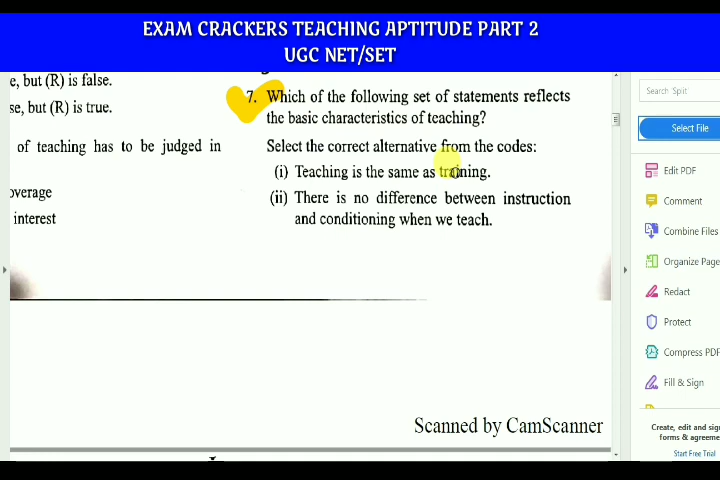 EXAM CRACKERS TEACHING APTITUDE PART 2
UGC NET/SET
e, but (R) is false.
se, but (R) is true.
of teaching has to be judged in
overage
interest
7. Which of the following set of statements reflects
the basic characteristics of teaching?
Select the correct alternative from the codes:
(i) Teaching is the same as training.
(ii) There is no difference between instruction
and conditioning when we teach.
Scanned by CamScanner
Search 'Split'
Select File
Edit PDF
Comment
Combine Files
Organize Page
Redact
Protect
Compress PDF
Fill & Sign
Create, edit and sign
forms & agreeme
Start Free Trial